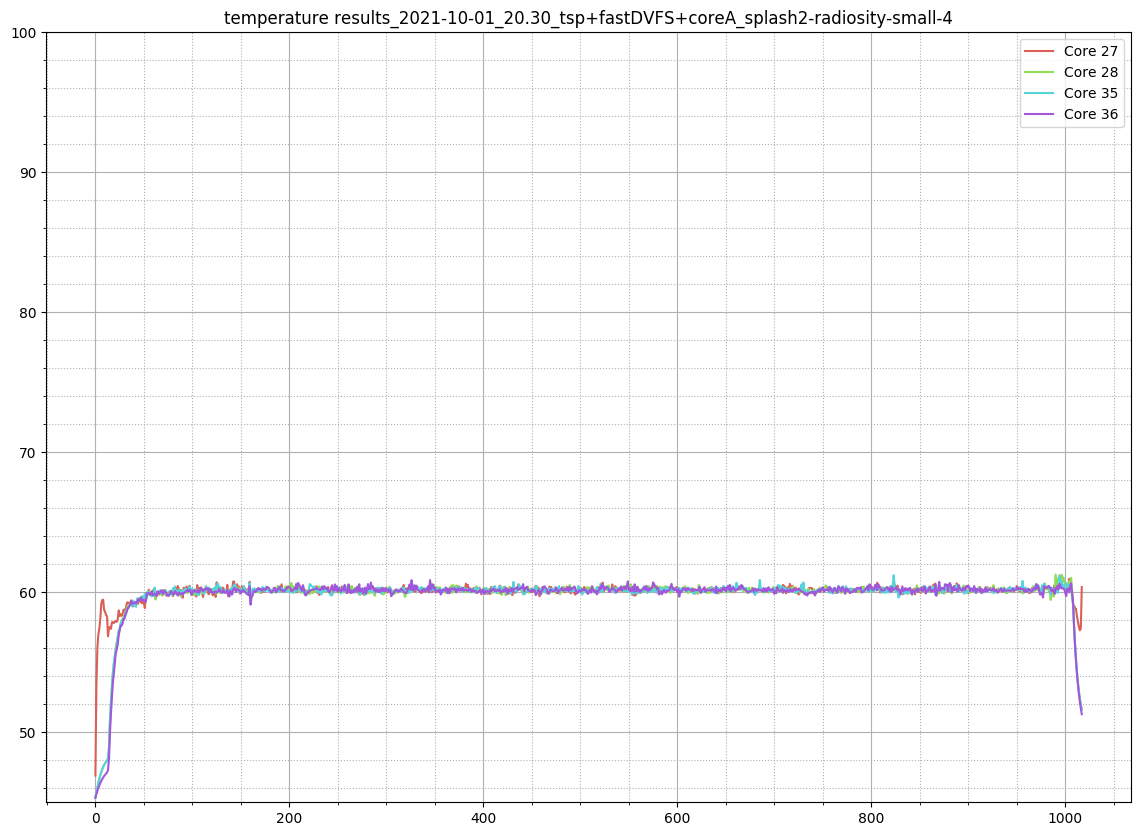 temperature results_2021-10-01_20.30_tsp+fastDVFS+coreA_splash2-radiosity-small-4
100
90
80
70
60
50
Core 27
Core 28
Core 35
Core 36
0 200 400 600 800 1000